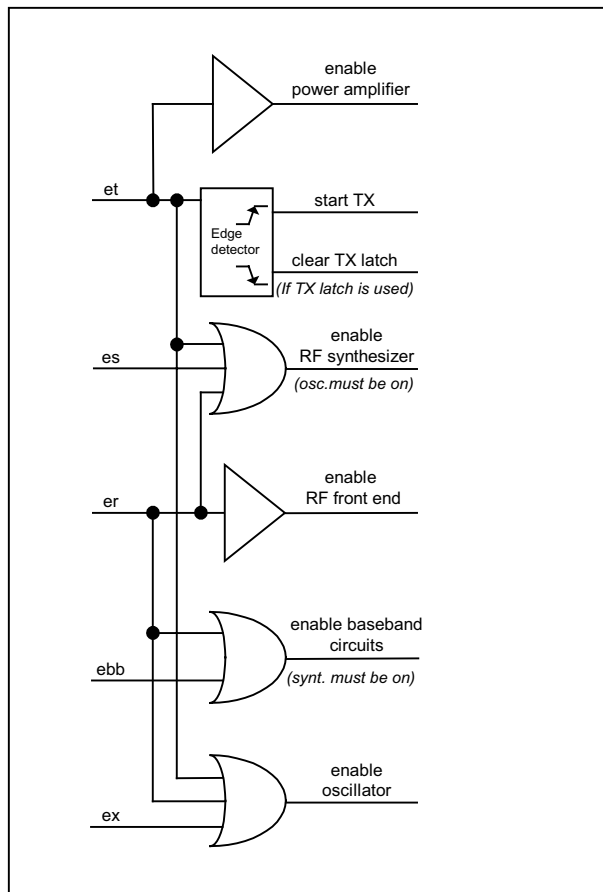 enable
power amplifier
et
start TX
Edge
detector
clear TX latch
(If TX latch is used)
enable
es
RF synthesizer
(osc.must be on)
enable
er
RF front end
enable baseband
circuits
ebb
(synt. must be on)
enable
oscillator
ex